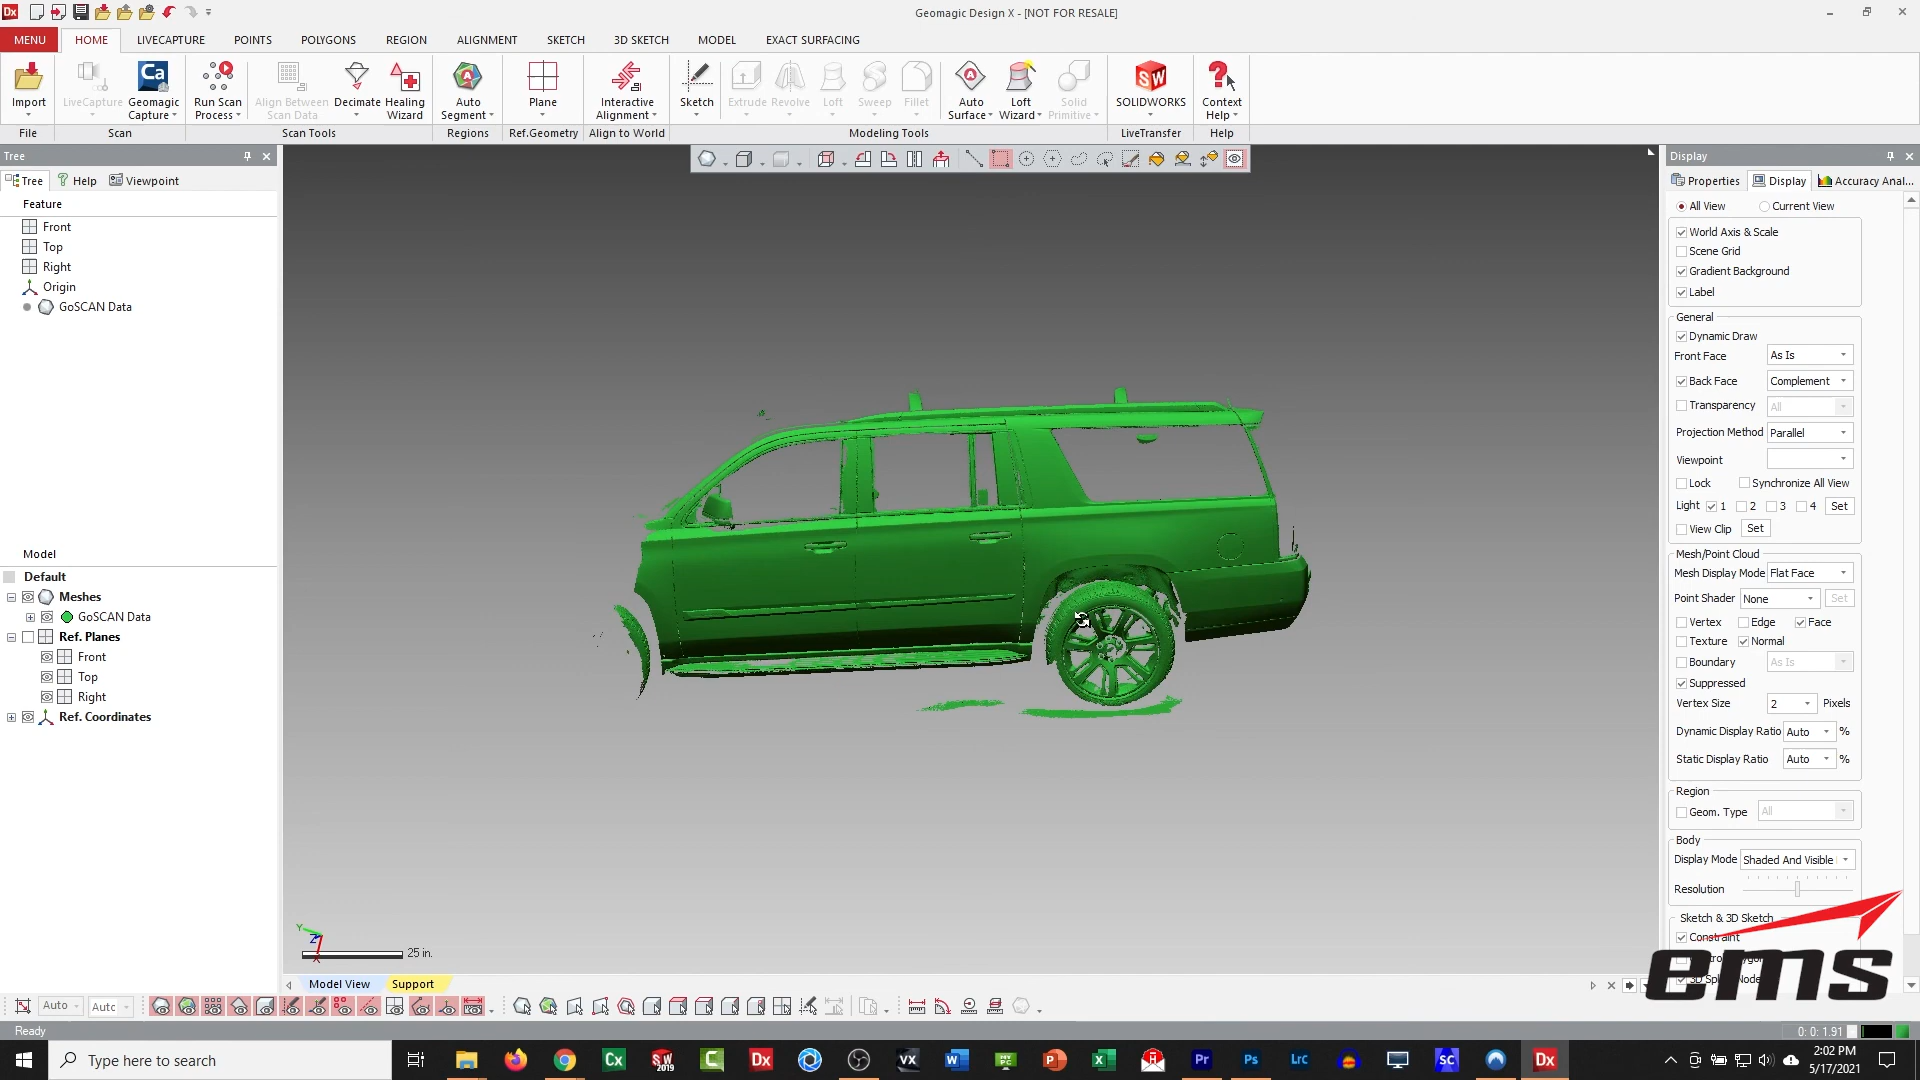 Geomagic Design X - [NOT FOR RESALE]
MENU HOME LIVECAPTURE POINTS POLYGONS REGION ALIGNMENT SKETCH 3D SKETCH MODEL EXACT SURFACING
Import LiveCapture Geomagic Capture Run Scan Process Align Between Scan Data Decimate Healing Wizard Auto Segment Plane Interactive Alignment Sketch Extrude Revolve Loft Sweep Fillet Auto Surface Loft Wizard Solid Primitive SOLIDWORKS Context Help
File Scan Scan Tools Regions Ref.Geometry Align to World Modeling Tools LiveTransfer Help
Tree
Tree Help Viewpoint
Feature
Front
Top
Right
Origin
GoSCAN Data
Model
Default
Meshes
GoSCAN Data
Ref. Planes
Front
Top
Right
Ref. Coordinates
Y
Z
X
25 in.
Model View Support
Display
Properties Display Accuracy Anal...
All View Current View
World Axis & Scale
Scene Grid
Gradient Background
Label
General
Dynamic Draw
Front Face As Is
Back Face Complement
Transparency All
Projection Method Parallel
Viewpoint
Lock Synchronize All View
Light 1 2 3 4 Set
View Clip Set
Mesh/Point Cloud
Mesh Display Mode Flat Face
Point Shader None Set
Vertex Edge Face
Texture Normal
Boundary As Is
Suppressed
Vertex Size 2 Pixels
Dynamic Display Ratio Auto %
Static Display Ratio Auto %
Region
Geom. Type All
Body
Display Mode Shaded And Visible
Resolution
Sketch & 3D Sketch
Constraint
ems
Auto Auto
Ready
0: 0: 1.91
Type here to search
2:02 PM
5/17/2021